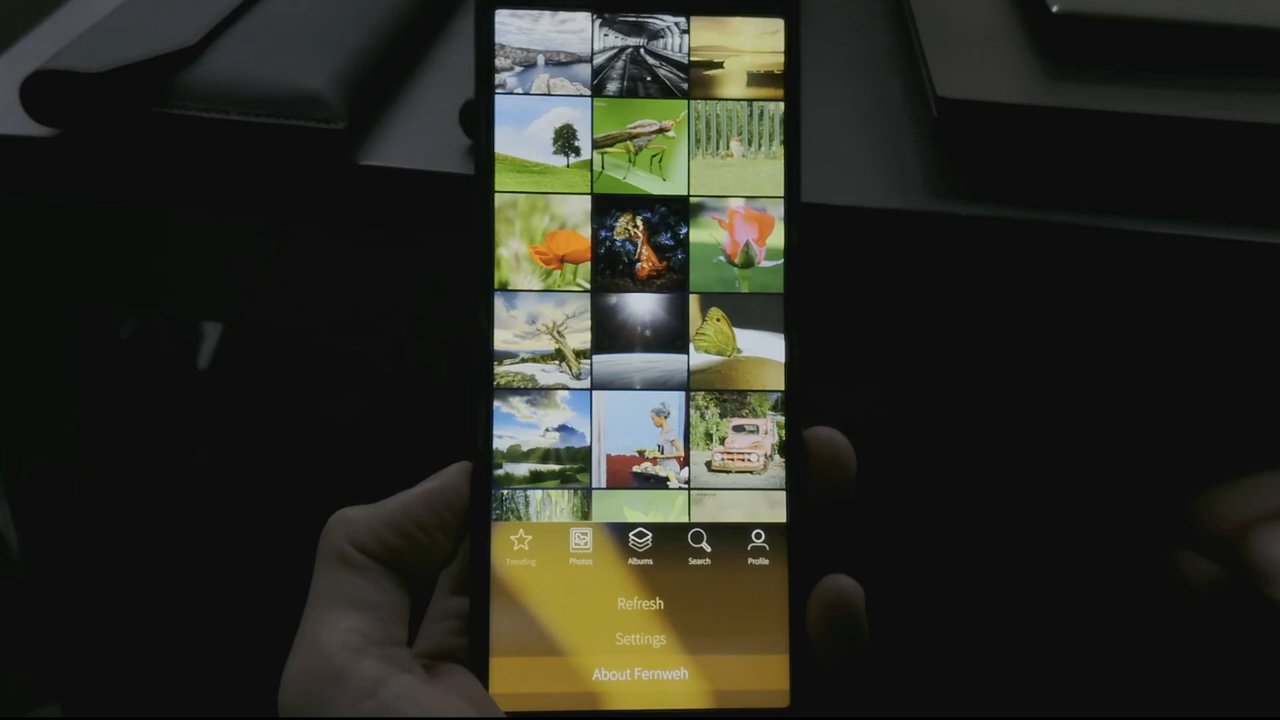 Trending
Photos
Albums
Search
Profile
Refresh
Settings
About Fernweh